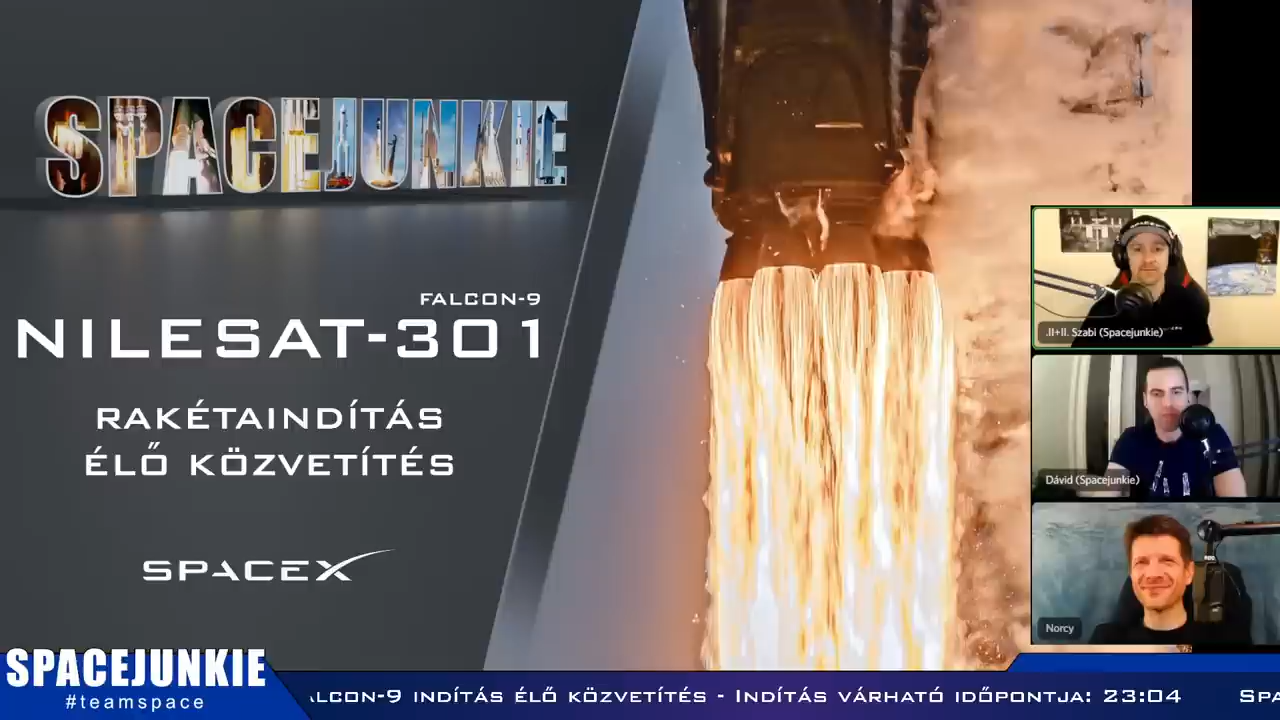 SPACEJUNKIE
FALCON-9
NILESAT-301
RAKÉTAINDÍTÁS
ÉLŐ KÖZVETÍTÉS
SPACEX
.II+II. Szabi (Spacejunkie)
Dávid (Spacejunkie)
Norcy
SPACEJUNKIE
#teamspace
ALCON-9 INDÍTÁS ÉLŐ KÖZVETÍTÉS - INDÍTÁS VÁRHATÓ IDŐPONTJA: 23:04 SPA